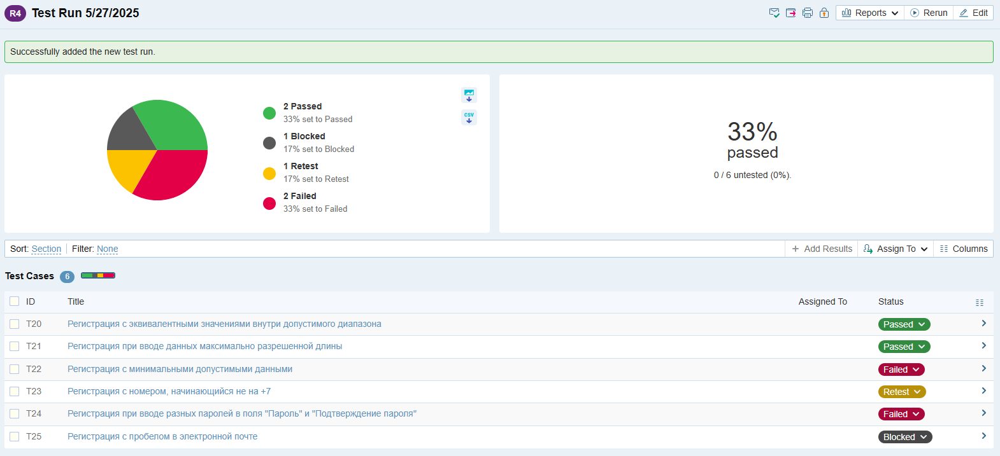 R4 Test Run 5/27/2025 Reports Rerun Edit
Successfully added the new test run.
2 Passed
33% set to Passed
1 Blocked
17% set to Blocked
1 Retest
17% set to Retest
2 Failed
33% set to Failed
CSV
33%
passed
0 / 6 untested (0%).
Sort: Section Filter: None + Add Results Assign To Columns
Test Cases 6
ID Title Assigned To Status
T20 Регистрация с эквивалентными значениями внутри допустимого диапазона Passed
T21 Регистрация при вводе данных максимально разрешенной длины Passed
T22 Регистрация с минимальными допустимыми данными Failed
T23 Регистрация с номером, начинающийся не на +7 Retest
T24 Регистрация при вводе разных паролей в поля "Пароль" и "Подтверждение пароля" Failed
T25 Регистрация с пробелом в электронной почте Blocked